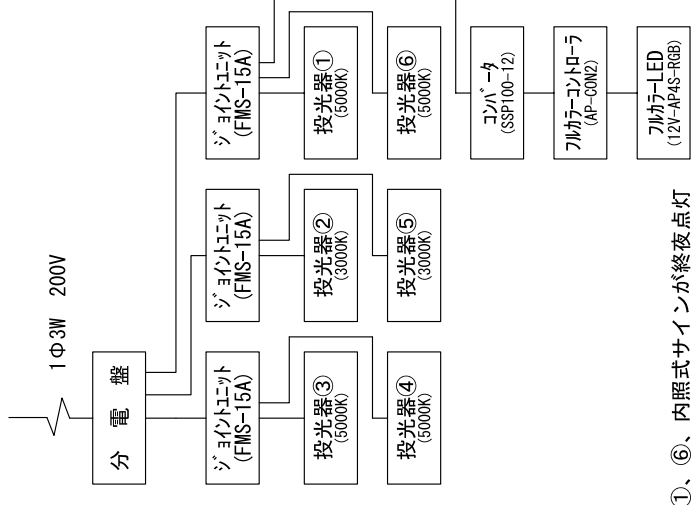 1Φ3W 200V
分電盤
ジョイントユニット
(FMS-15A)
投光器③
(5000K)
投光器④
(5000K)
ジョイントユニット
(FMS-15A)
投光器②
(3000K)
投光器⑤
(3000K)
ジョイントユニット
(FMS-15A)
投光器①
(5000K)
投光器⑥
(5000K)
コンバータ
(SSP100-12)
フルカラーコントローラ
(AP-CON2)
フルカラーLED
(12V-AP4S-RGB)
①、⑥、内照式サインが終夜点灯